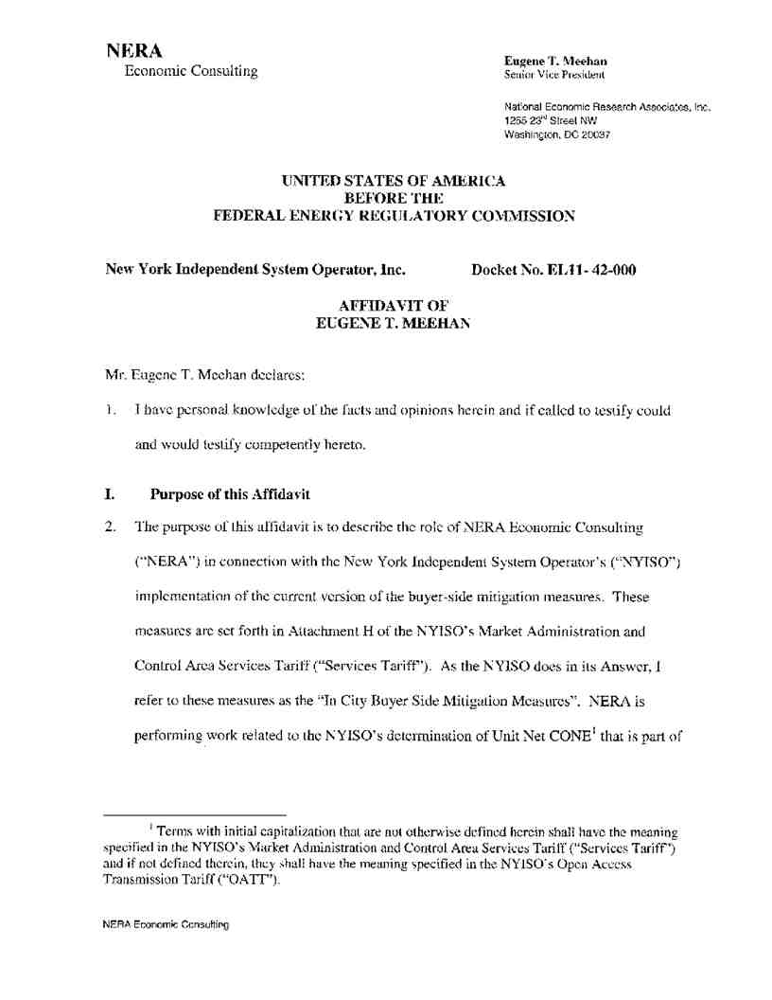 NERA
Economic Consulting
Eugene T. Meehan
Senior Vice President
National Economic Research Associates, Inc.
1255 23rd Street NW
Washington, DC 20037
UNITED STATES OF AMERICA
BEFORE THE
FEDERAL ENERGY REGULATORY COMMISSION
New York Independent System Operator, Inc. Docket No. EL11- 42-000
AFFIDAVIT OF
EUGENE T. MEEHAN
Mr. Eugene T. Meehan declares:
1. I have personal knowledge of the facts and opinions herein and if called to testify could
and would testify competently hereto.
I. Purpose of this Affidavit
2. The purpose of this affidavit is to describe the role of NERA Economic Consulting
("NERA") in connection with the New York Independent System Operator's ("NYISO")
implementation of the current version of the buyer-side mitigation measures. These
measures are set forth in Attachment H of the NYISO's Market Administration and
Control Area Services Tariff ("Services Tariff"). As the NYISO does in its Answer, I
refer to these measures as the "In City Buyer Side Mitigation Measures". NERA is
performing work related to the NYISO's determination of Unit Net CONE1 that is part of
1 Terms with initial capitalization that are not otherwise defined herein shall have the meaning
specified in the NYISO's Market Administration and Control Area Services Tariff ("Services Tariff")
and if not defined therein, they shall have the meaning specified in the NYISO's Open Access
Transmission Tariff ("OATT").
NERA Economic Consulting